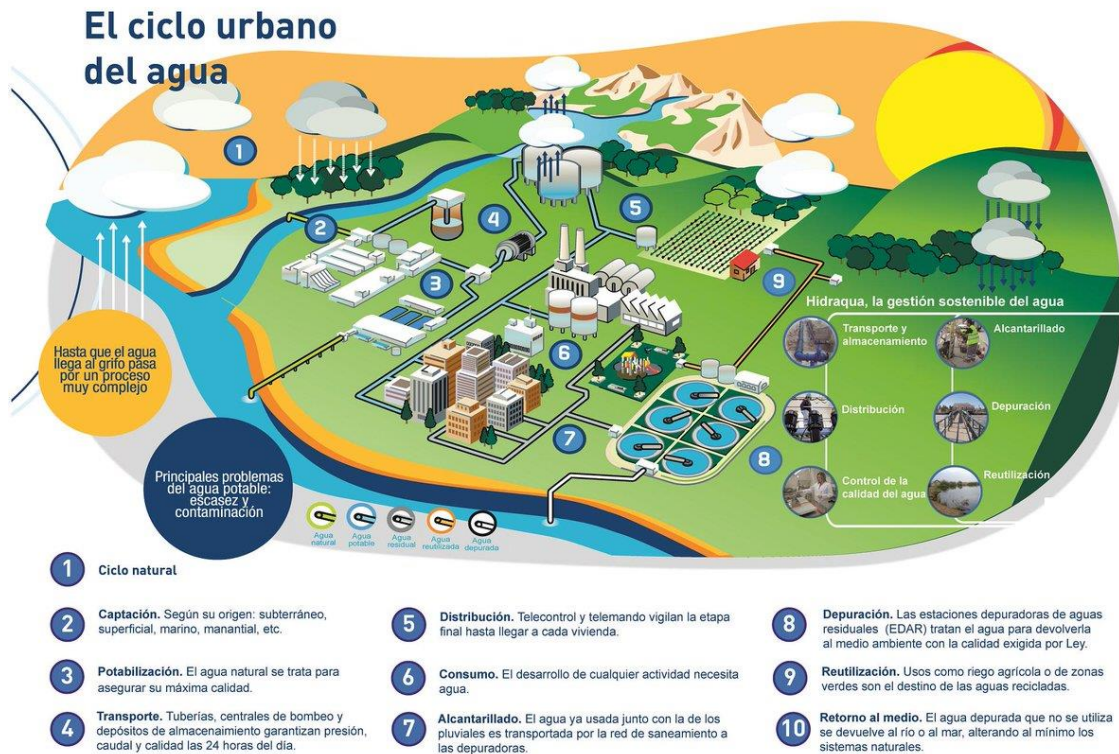 El ciclo urbano
del agua
1
2
3
4
5
6
7
8
9
Hasta que el agua
llega al grifo pasa
por un proceso
muy complejo
Principales problemas
del agua potable:
escasez y
contaminación
Hidraqua, la gestión sostenible del agua
Transporte y
almacenamiento
Alcantarillado
Distribución
Depuración
Control de la
calidad del agua
Reutilización
Agua
natural
Agua
potable
Agua
residual
Agua
reutilizada
Agua
depurada
1 Ciclo natural
2 Captación. Según su origen: subterráneo,
superficial, marino, manantial, etc.
3 Potabilización. El agua natural se trata para
asegurar su máxima calidad.
4 Transporte. Tuberías, centrales de bombeo y
depósitos de almacenamiento garantizan presión,
caudal y calidad las 24 horas del día.
5 Distribución. Telecontrol y telemando vigilan la etapa
final hasta llegar a cada vivienda.
6 Consumo. El desarrollo de cualquier actividad necesita
agua.
7 Alcantarillado. El agua ya usada junto con la de los
pluviales es transportada por la red de saneamiento a
las depuradoras.
8 Depuración. Las estaciones depuradoras de aguas
residuales (EDAR) tratan el agua para devolverla
al medio ambiente con la calidad exigida por Ley.
9 Reutilización. Usos como riego agrícola o de zonas
verdes son el destino de las aguas recicladas.
10 Retorno al medio. El agua depurada que no se utiliza
se devuelve al río o al mar, alterando al mínimo los
sistemas naturales.